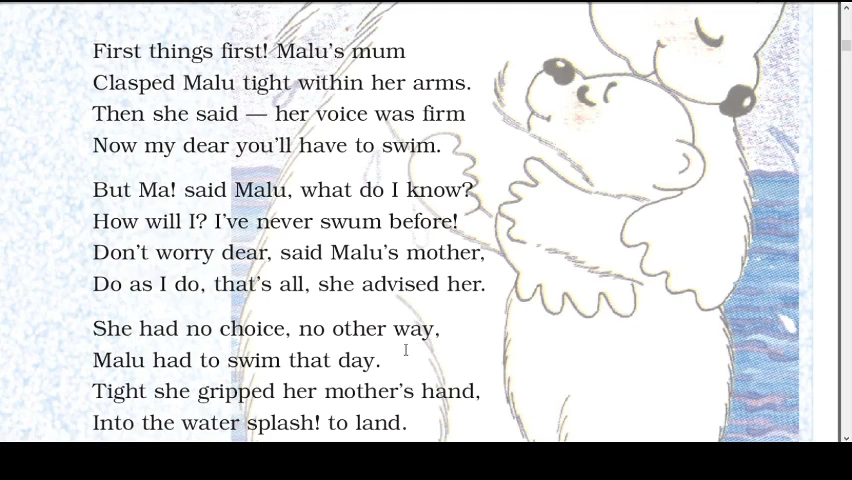 First things first! Malu's mum
Clasped Malu tight within her arms.
Then she said — her voice was firm
Now my dear you'll have to swim.
But Ma! said Malu, what do I know?
How will I? I've never swum before!
Don't worry dear, said Malu's mother,
Do as I do, that's all, she advised her.
She had no choice, no other way,
Malu had to swim that day.
Tight she gripped her mother's hand,
Into the water splash! to land.